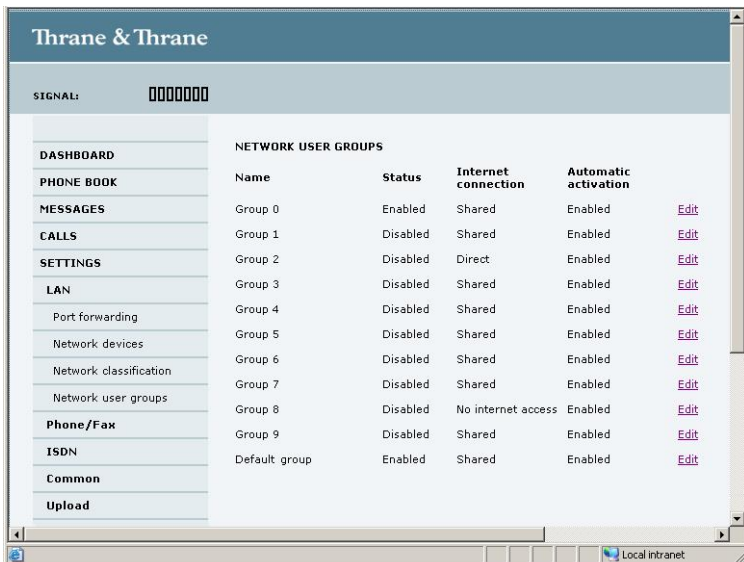 Thrane & Thrane
SIGNAL:
DASHBOARD
PHONE BOOK
MESSAGES
CALLS
SETTINGS
LAN
Port forwarding
Network devices
Network classification
Network user groups
Phone/Fax
ISDN
Common
Upload
NETWORK USER GROUPS
Name Status Internet connection Automatic activation
Group 0 Enabled Shared Enabled Edit
Group 1 Disabled Shared Enabled Edit
Group 2 Disabled Direct Enabled Edit
Group 3 Disabled Shared Enabled Edit
Group 4 Disabled Shared Enabled Edit
Group 5 Disabled Shared Enabled Edit
Group 6 Disabled Shared Enabled Edit
Group 7 Disabled Shared Enabled Edit
Group 8 Disabled No internet access Enabled Edit
Group 9 Disabled Shared Enabled Edit
Default group Enabled Shared Enabled Edit
Local intranet